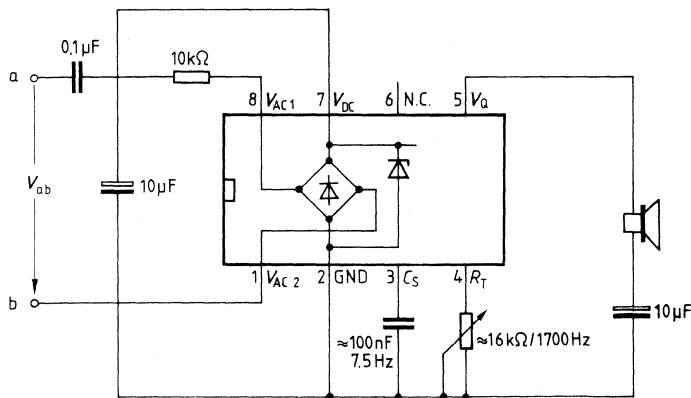 0,1µF
10kΩ
a
8 V_AC1
7 V_DC
6 N.C.
5 V_Q
V_ab
10µF
b
1 V_AC2
2 GND
3 C_S
4 R_T
10µF
≈100nF
7.5Hz
≈16kΩ/1700Hz